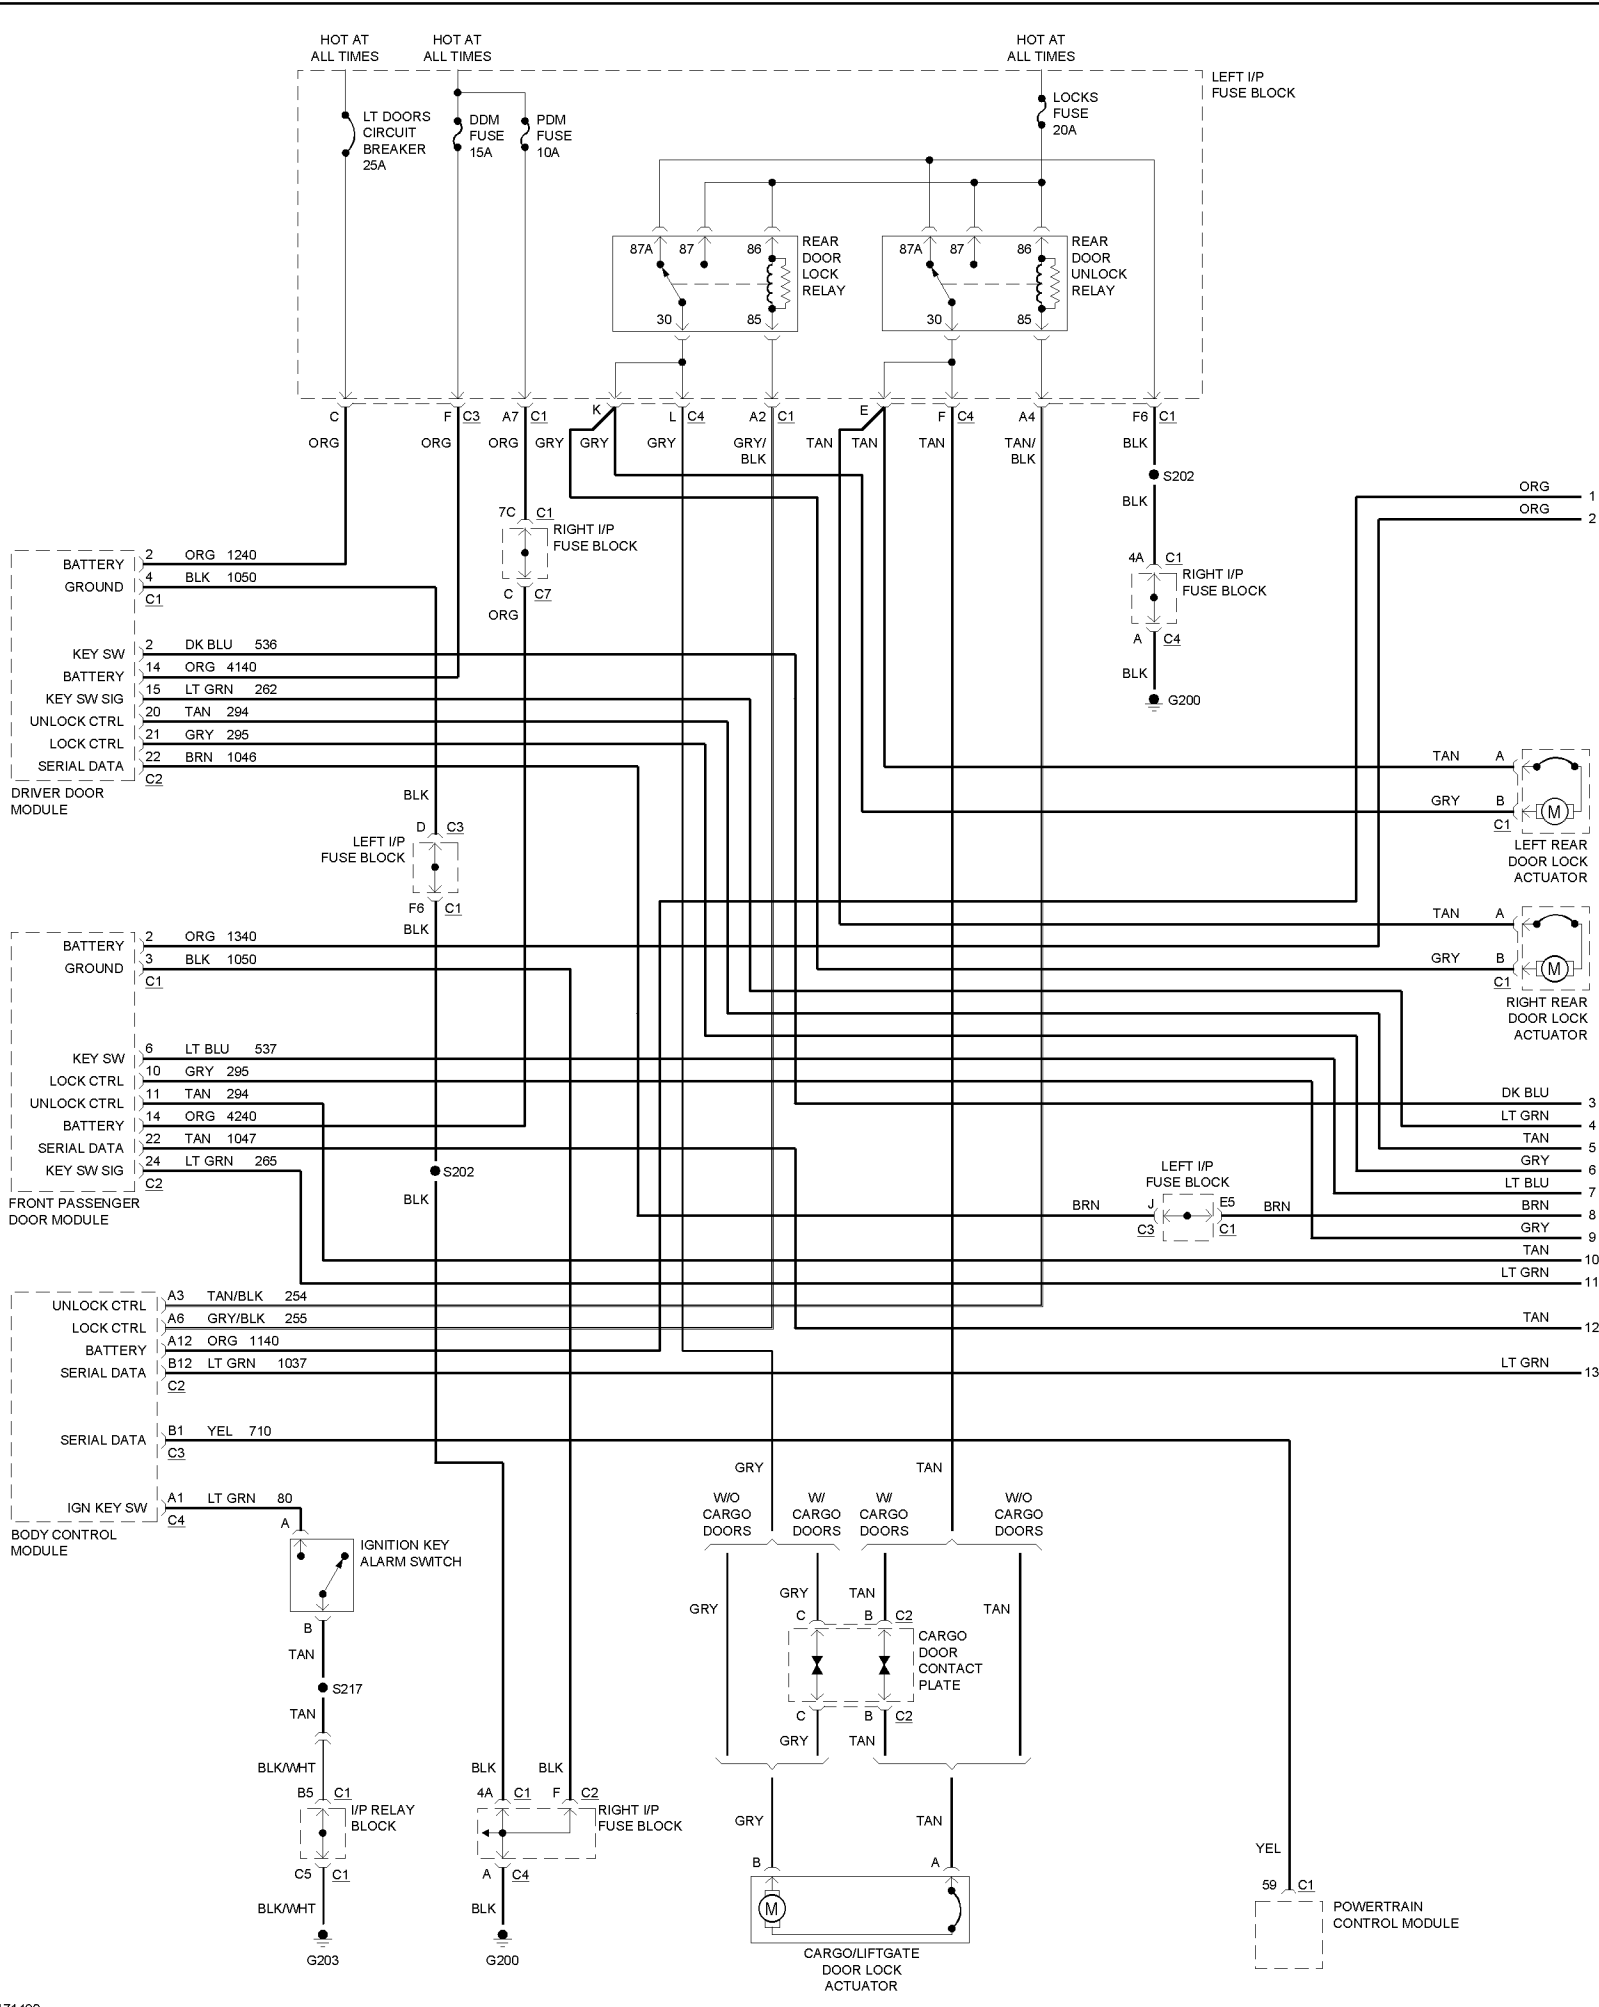 HOT AT
ALL TIMES
HOT AT
ALL TIMES
HOT AT
ALL TIMES
LEFT I/P
FUSE BLOCK
LT DOORS
CIRCUIT
BREAKER
25A
DDM
FUSE
15A
PDM
FUSE
10A
LOCKS
FUSE
20A
87A 87 86
30 85
REAR
DOOR
LOCK
RELAY
87A 87 86
30 85
REAR
DOOR
UNLOCK
RELAY
C F C3 A7 C1 K L C4 A2 C1 E F C4 A4 F6 C1
ORG ORG ORG GRY GRY GRY GRY/
BLK
TAN TAN TAN TAN/
BLK
BLK
S202
BLK
7C C1
RIGHT I/P
FUSE BLOCK
C C7
ORG
4A C1
RIGHT I/P
FUSE BLOCK
A C4
BLK
G200
ORG 1
ORG 2
BATTERY 2 ORG 1240
GROUND 4 BLK 1050
C1
KEY SW 2 DK BLU 536
BATTERY 14 ORG 4140
KEY SW SIG 15 LT GRN 262
UNLOCK CTRL 20 TAN 294
LOCK CTRL 21 GRY 295
SERIAL DATA 22 BRN 1046
C2
DRIVER DOOR
MODULE
BLK
D C3
LEFT I/P
FUSE BLOCK
F6 C1
BLK
TAN A
GRY B
C1
M
LEFT REAR
DOOR LOCK
ACTUATOR
TAN A
GRY B
C1
M
RIGHT REAR
DOOR LOCK
ACTUATOR
BATTERY 2 ORG 1340
GROUND 3 BLK 1050
C1
KEY SW 6 LT BLU 537
LOCK CTRL 10 GRY 295
UNLOCK CTRL 11 TAN 294
BATTERY 14 ORG 4240
SERIAL DATA 22 TAN 1047
KEY SW SIG 24 LT GRN 265
C2
FRONT PASSENGER
DOOR MODULE
S202
BLK
LEFT I/P
FUSE BLOCK
BRN J E5 BRN
C3 C1
DK BLU 3
LT GRN 4
TAN 5
GRY 6
LT BLU 7
BRN 8
GRY 9
TAN 10
LT GRN 11
TAN 12
LT GRN 13
UNLOCK CTRL A3 TAN/BLK 254
LOCK CTRL A6 GRY/BLK 255
BATTERY A12 ORG 1140
SERIAL DATA B12 LT GRN 1037
C2
SERIAL DATA B1 YEL 710
C3
IGN KEY SW A1 LT GRN 80
C4
BODY CONTROL
MODULE
A
IGNITION KEY
ALARM SWITCH
B
TAN
S217
TAN
BLK/WHT
B5 C1
I/P RELAY
BLOCK
C5 C1
BLK/WHT
G203
BLK BLK
4A C1 F C2
RIGHT I/P
FUSE BLOCK
A C4
BLK
G200
GRY TAN
W/O
CARGO
DOORS
W/
CARGO
DOORS
W/
CARGO
DOORS
W/O
CARGO
DOORS
GRY GRY TAN TAN
C B C2
CARGO
DOOR
CONTACT
PLATE
C B C2
GRY TAN
GRY TAN
B A
M
CARGO/LIFTGATE
DOOR LOCK
ACTUATOR
YEL
59 C1
POWERTRAIN
CONTROL MODULE